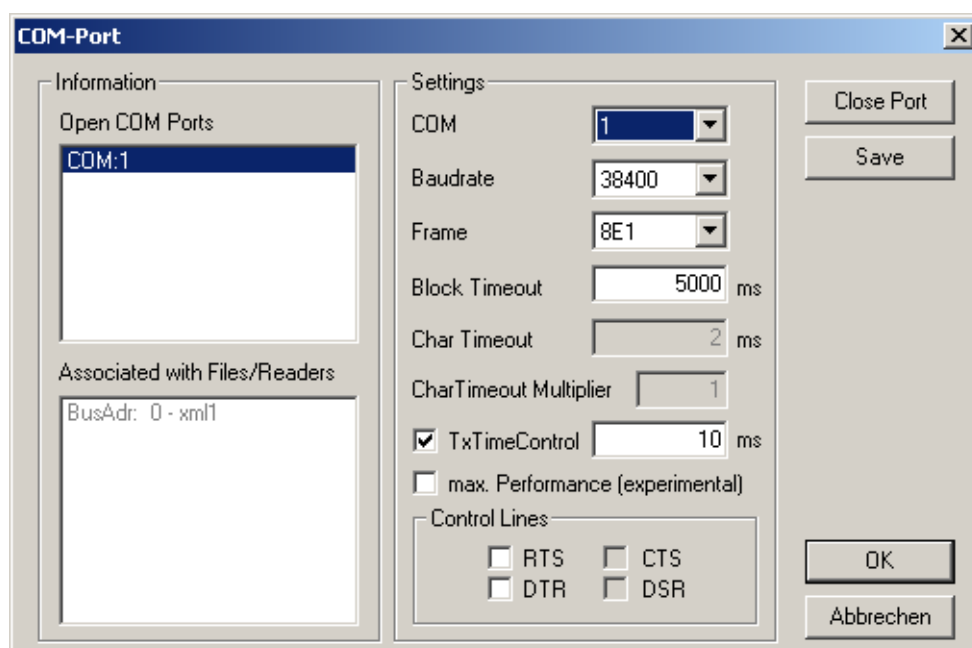 COM-Port
Information
Open COM Ports
COM:1
Associated with Files/Readers
BusAdr: 0 - xml1
Settings
COM 1
Baudrate 38400
Frame 8E1
Block Timeout 5000 ms
Char Timeout 2 ms
CharTimeout Multiplier 1
TxTimeControl 10 ms
max. Performance (experimental)
Control Lines
RTS CTS
DTR DSR
Close Port
Save
OK
Abbrechen